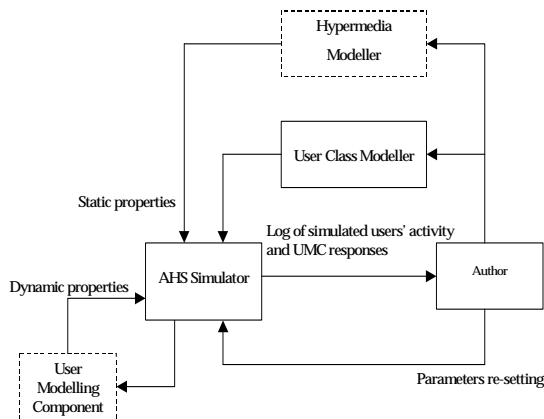 Hypermedia
Modeller
User Class Modeller
Static properties
Log of simulated users' activity
and UMC responses
AHS Simulator
Author
Dynamic properties
User
Modelling
Component
Parameters re-setting